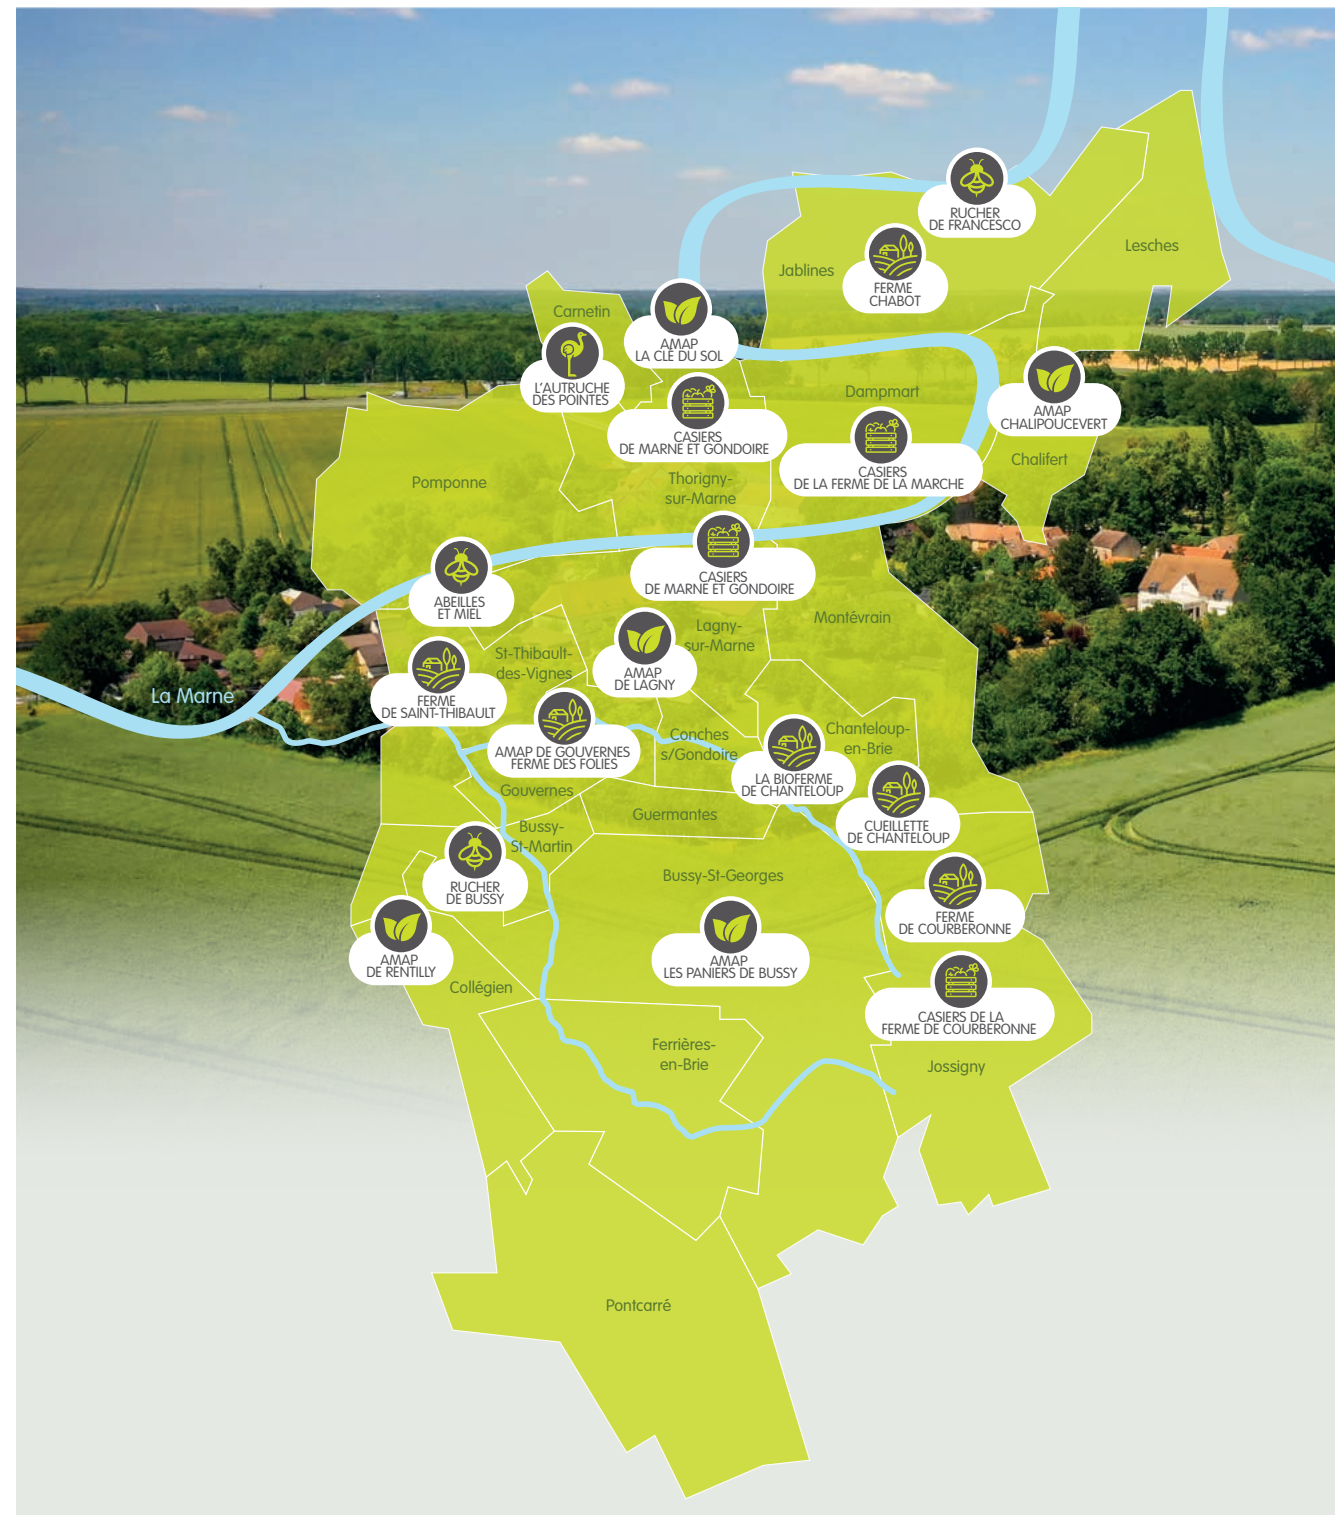 RUCHER
DE FRANCESCO
Lesches
Jablines
FERME
CHABOT
Carnetin
AMAP
LA CLÉ DU SOL
L'AUTRUCHE
DES POINTES
Dampmart
AMAP
CHALIPOUCEVERT
CASIERS
DE MARNE ET GONDOIRE
CASIERS
DE LA FERME DE LA MARCHE
Chalifert
Pomponne
Thorigny-
sur-Marne
CASIERS
DE MARNE ET GONDOIRE
ABEILLES
ET MIEL
Montévrain
Lagny-
sur-Marne
St-Thibault-
des-Vignes
AMAP
DE LAGNY
La Marne
FERME
DE SAINT-THIBAULT
AMAP DE GOUVERNES
FERME DES FOLIES
Conches
s/Gondoire
Chanteloup-
en-Brie
LA BIOFERME
DE CHANTELOUP
Gouvernes
Guermantes
CUEILLETTE
DE CHANTELOUP
Bussy-
St-Martin
RUCHER
DE BUSSY
Bussy-St-Georges
FERME
DE COURBERONNE
AMAP
DE RENTILLY
AMAP
LES PANIERS DE BUSSY
Collégien
CASIERS DE LA
FERME DE COURBERONNE
Ferrières-
en-Brie
Jossigny
Pontcarré